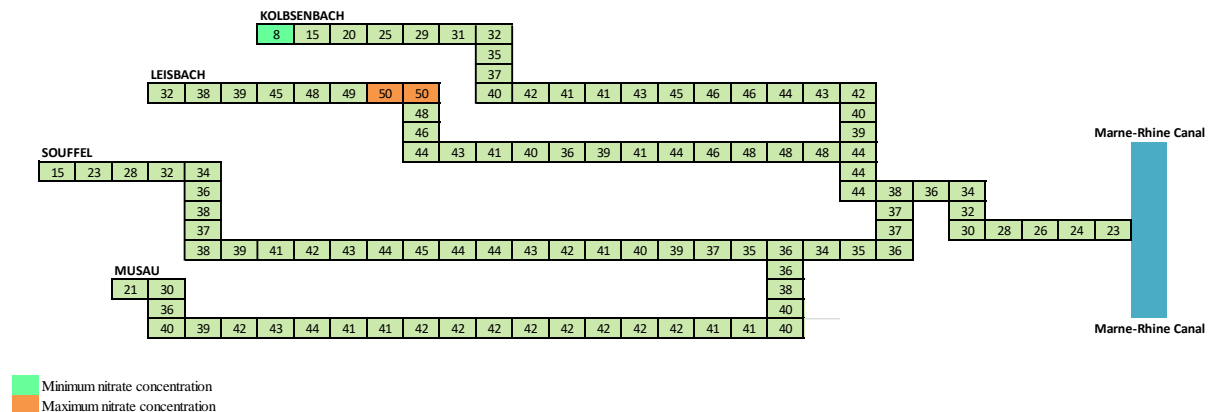 KOLBSENBACH
8 15 20 25 29 31 32
35
37
LEISBACH
32 38 39 45 48 49 50 50
40 42 41 41 43 45 46 46 44 43 42
48
40
46
39
Marne-Rhine Canal
44 43 41 40 36 39 41 44 46 48 48 48 44
SOUFFEL
15 23 28 32 34
44
36
44 38 36 34
38
37
32
37
37
30 28 26 24 23
38 39 41 42 43 44 45 44 44 43 42 41 40 39 37 35 36 34 35 36
MUSAU
36
21 30
38
36
40
40 39 42 43 44 41 41 42 42 42 42 42 42 42 42 41 41 40
Marne-Rhine Canal
Minimum nitrate concentration
Maximum nitrate concentration